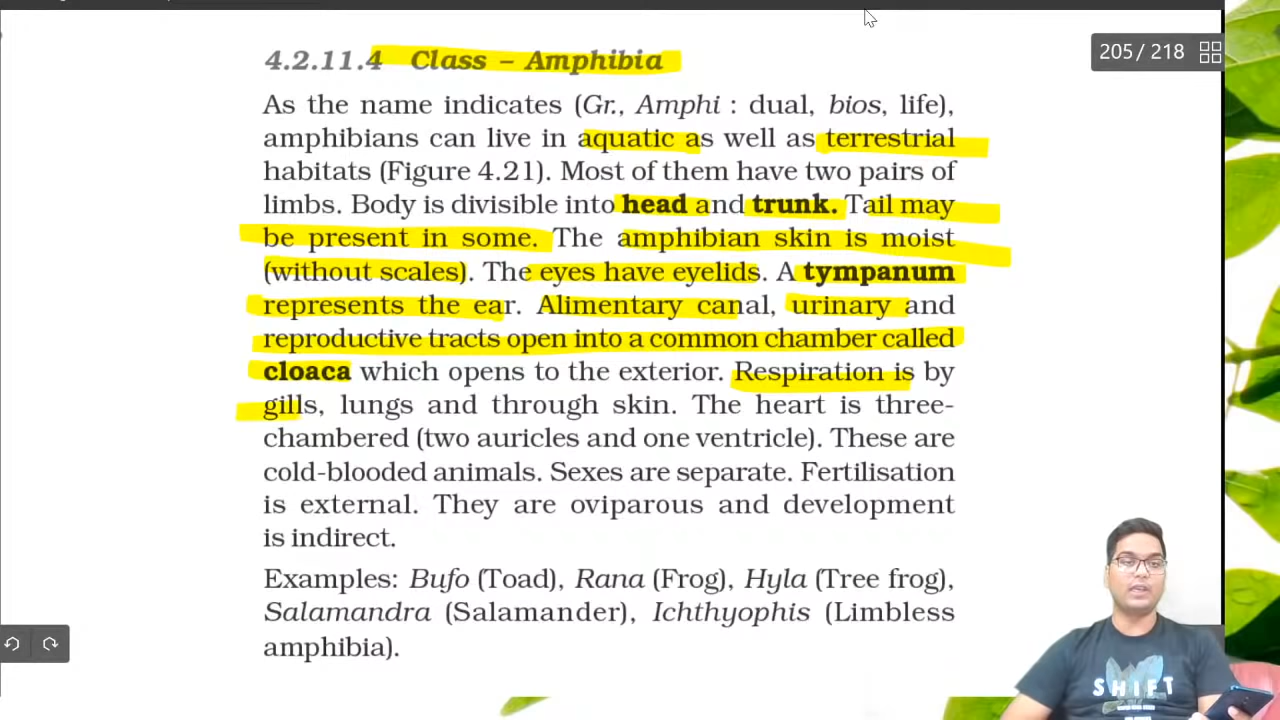 205 / 218
4.2.11.4 Class – Amphibia
As the name indicates (Gr., Amphi : dual, bios, life),
amphibians can live in aquatic as well as terrestrial
habitats (Figure 4.21). Most of them have two pairs of
limbs. Body is divisible into head and trunk. Tail may
be present in some. The amphibian skin is moist
(without scales). The eyes have eyelids. A tympanum
represents the ear. Alimentary canal, urinary and
reproductive tracts open into a common chamber called
cloaca which opens to the exterior. Respiration is by
gills, lungs and through skin. The heart is three-
chambered (two auricles and one ventricle). These are
cold-blooded animals. Sexes are separate. Fertilisation
is external. They are oviparous and development
is indirect.
Examples: Bufo (Toad), Rana (Frog), Hyla (Tree frog),
Salamandra (Salamander), Ichthyophis (Limbless
amphibia).
SHIFT